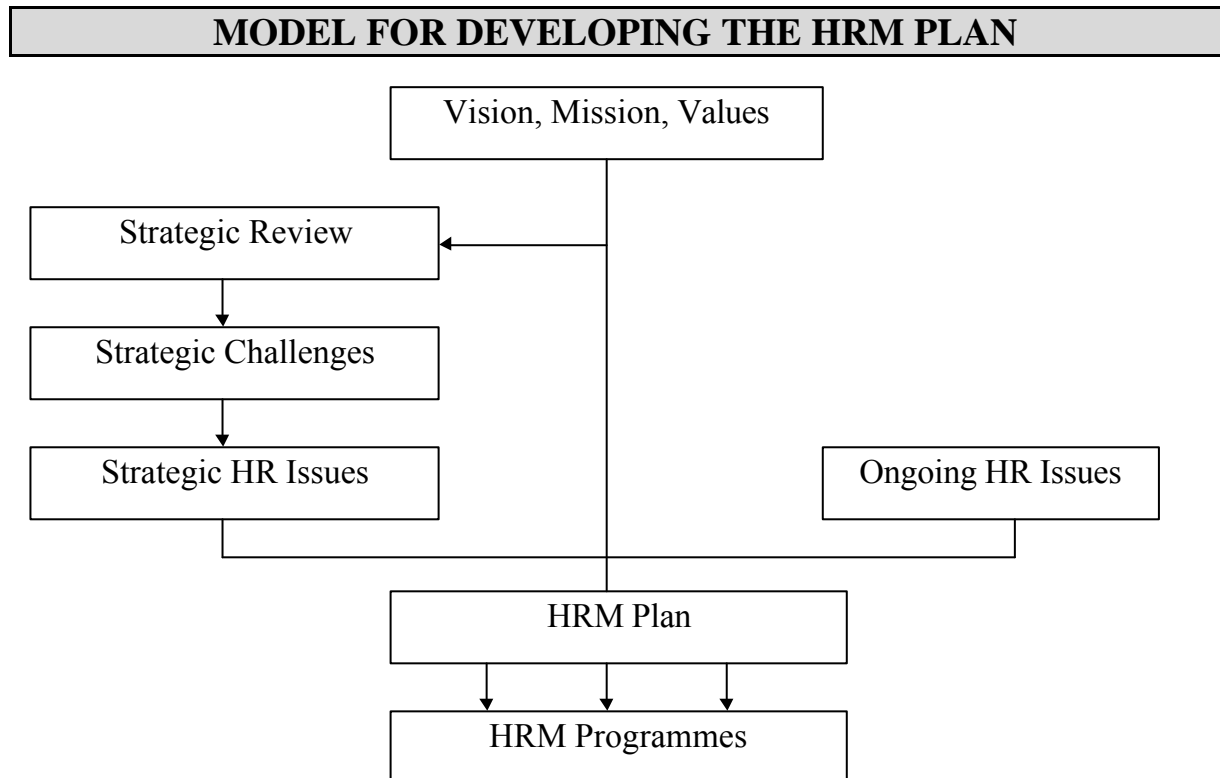 MODEL FOR DEVELOPING THE HRM PLAN
Vision, Mission, Values
Strategic Review
Strategic Challenges
Strategic HR Issues
Ongoing HR Issues
HRM Plan
HRM Programmes